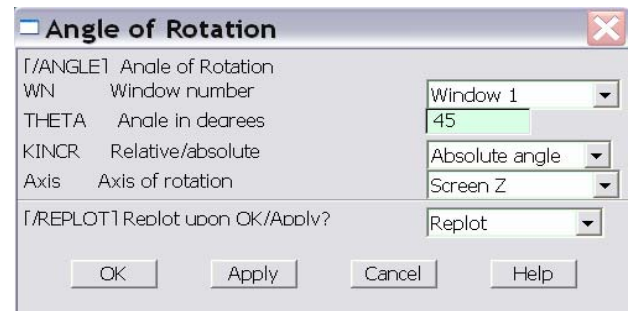 Angle of Rotation
[/ANGLE] Angle of Rotation
WN Window number Window 1
THETA Angle in degrees 45
KINCR Relative/absolute Absolute angle
Axis Axis of rotation Screen Z
[/REPLOT] Replot upon OK/Apply? Replot
OK Apply Cancel Help